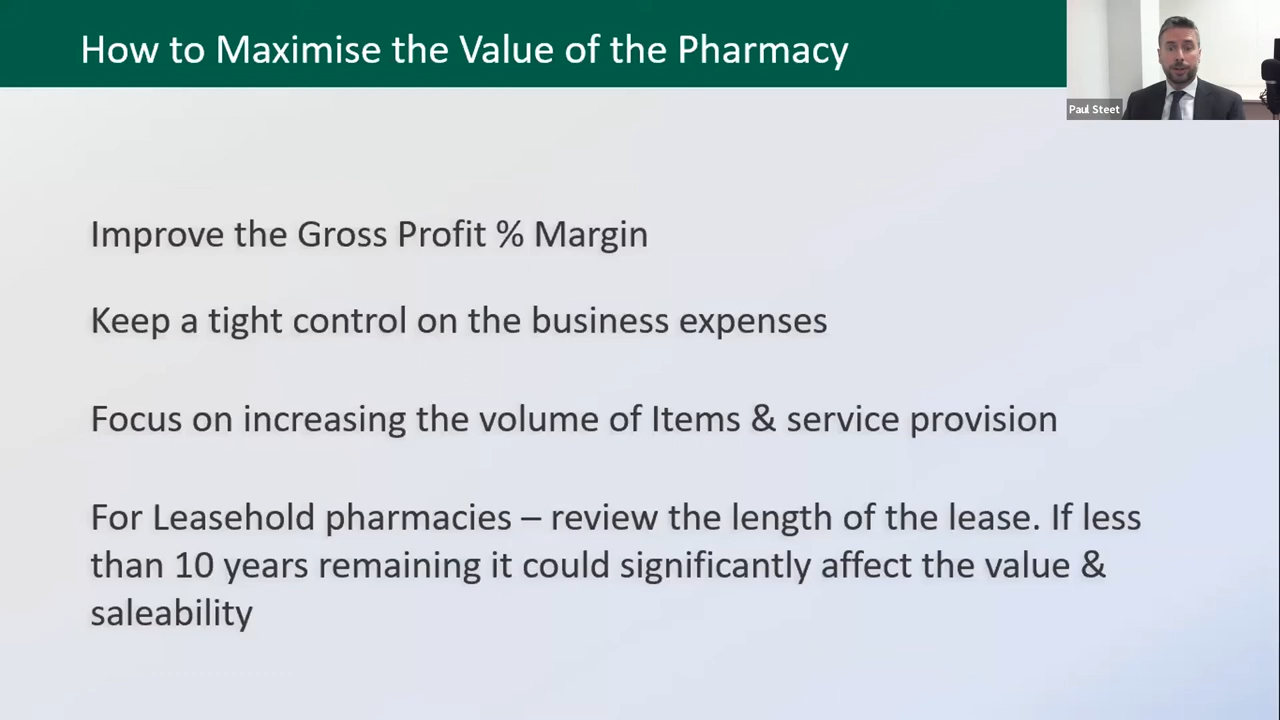 How to Maximise the Value of the Pharmacy
Paul Steet
Improve the Gross Profit % Margin
Keep a tight control on the business expenses
Focus on increasing the volume of Items & service provision
For Leasehold pharmacies – review the length of the lease. If less
than 10 years remaining it could significantly affect the value &
saleability